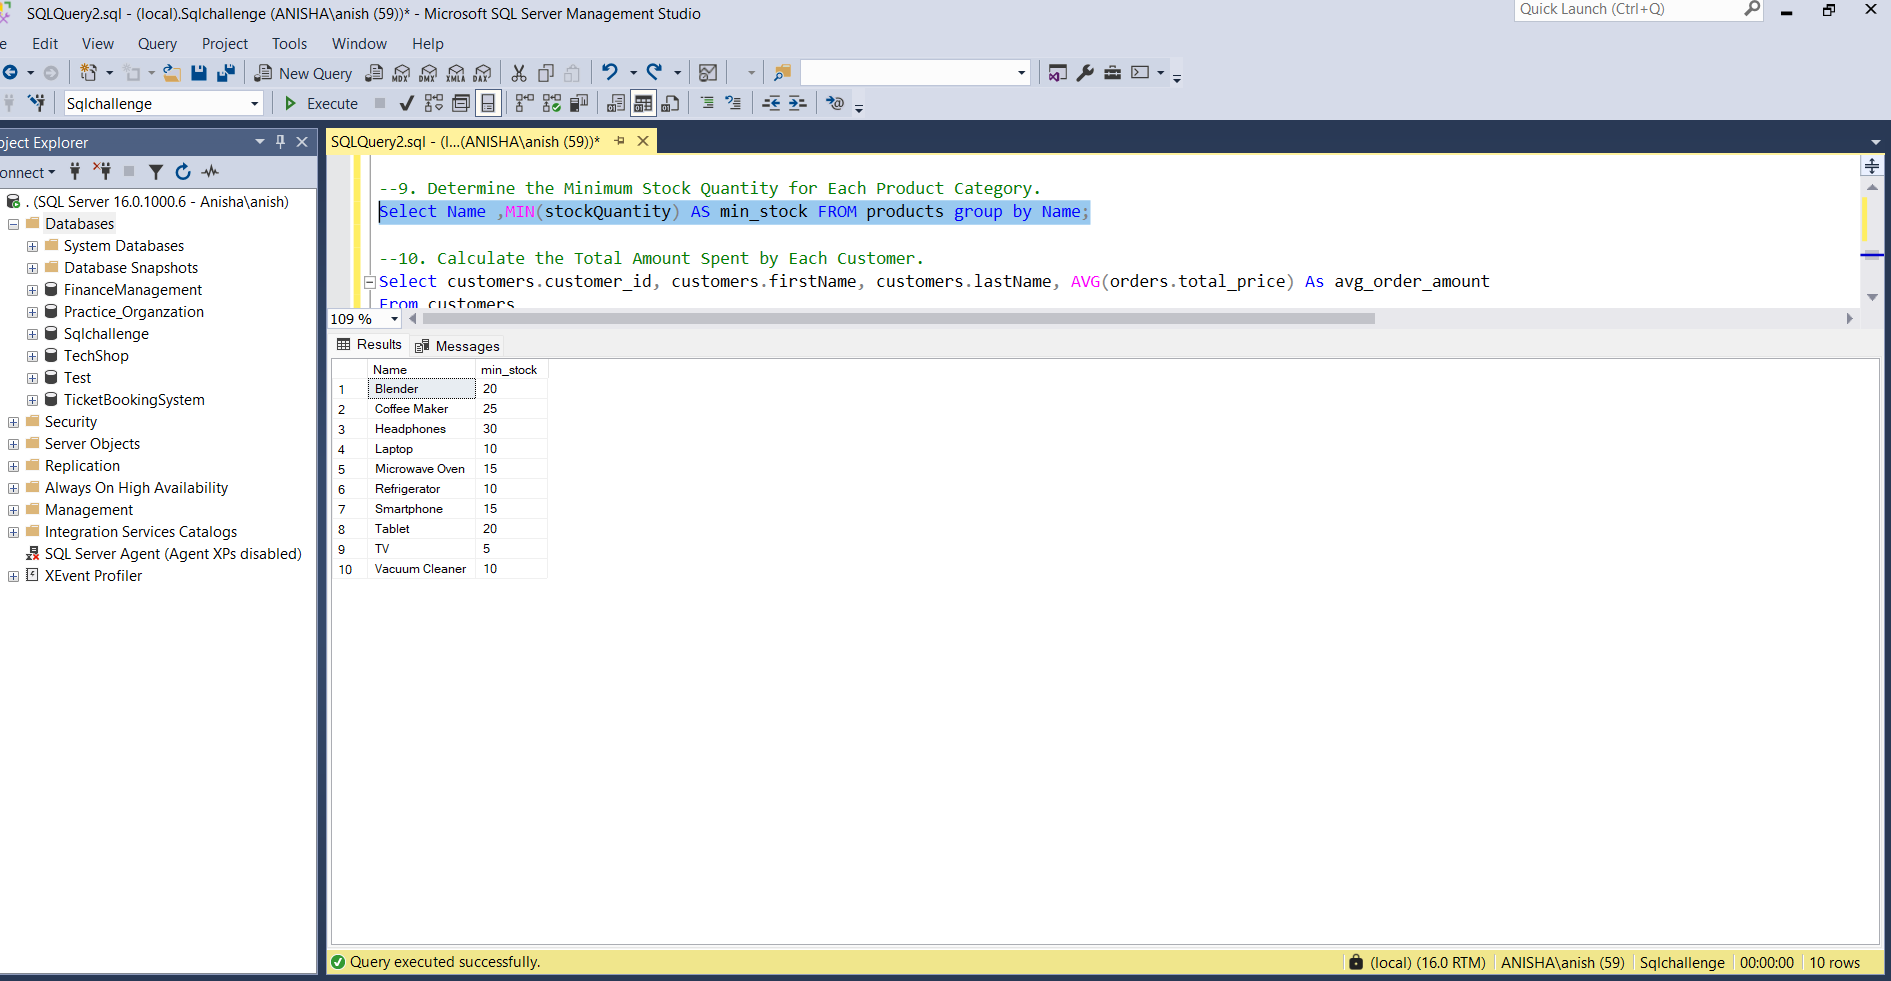 SQLQuery2.sql - (local).Sqlchallenge (ANISHA\anish (59))* - Microsoft SQL Server Management Studio
Quick Launch (Ctrl+Q)
e Edit View Query Project Tools Window Help
New Query MDX DMX XMLA DAX
Sqlchallenge Execute
ject Explorer
onnect
. (SQL Server 16.0.1000.6 - Anisha\anish)
Databases
System Databases
Database Snapshots
FinanceManagement
Practice_Organzation
Sqlchallenge
TechShop
Test
TicketBookingSystem
Security
Server Objects
Replication
Always On High Availability
Management
Integration Services Catalogs
SQL Server Agent (Agent XPs disabled)
XEvent Profiler
SQLQuery2.sql - (l...(ANISHA\anish (59))*
--9. Determine the Minimum Stock Quantity for Each Product Category.
Select Name ,MIN(stockQuantity) AS min_stock FROM products group by Name;
--10. Calculate the Total Amount Spent by Each Customer.
Select customers.customer_id, customers.firstName, customers.lastName, AVG(orders.total_price) As avg_order_amount
From customers
109 %
Results Messages
Name min_stock
1 Blender 20
2 Coffee Maker 25
3 Headphones 30
4 Laptop 10
5 Microwave Oven 15
6 Refrigerator 10
7 Smartphone 15
8 Tablet 20
9 TV 5
10 Vacuum Cleaner 10
Query executed successfully.
(local) (16.0 RTM) ANISHA\anish (59) Sqlchallenge 00:00:00 10 rows